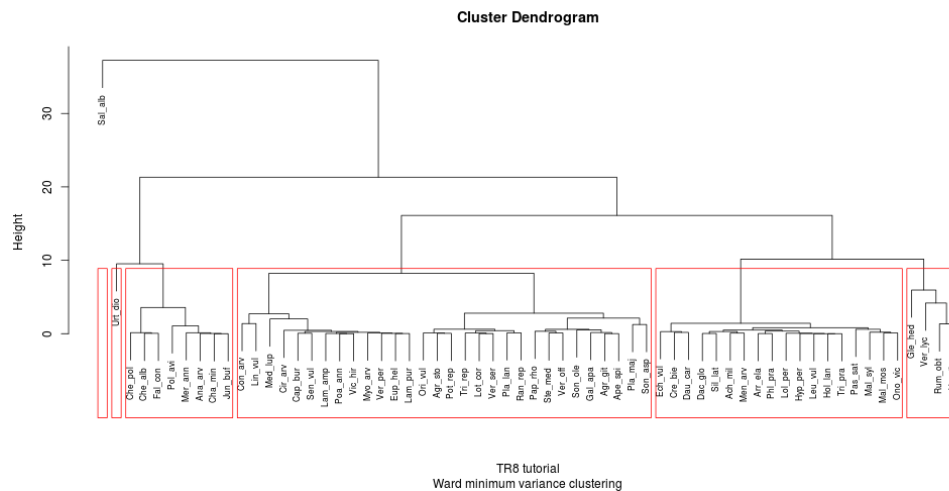 Cluster Dendrogram
Height
30
20
10
0
Sal_alb
Urt_dio
Che_pol
Che_alb
Fal_con
Pol_avi
Mer_ann
Ana_arv
Cha_min
Jun_buf
Con_arv
Lin_vul
Med_lup
Cir_arv
Cap_bur
Sen_vul
Lam_amp
Poa_ann
Vic_hir
Myo_arv
Ver_per
Eup_hel
Lam_pur
Ori_vul
Agr_sto
Pot_rep
Tri_rep
Lot_cor
Ver_ser
Pla_lan
Ran_rep
Pap_rho
Ste_med
Ver_off
Son_ole
Gal_apa
Agr_git
Ape_spi
Pla_maj
Son_asp
Ech_vul
Cre_bie
Dau_car
Dac_glo
Sil_lat
Ach_mil
Men_arv
Arr_ela
Phl_pra
Lol_per
Hyp_per
Leu_vul
Hol_lan
Tri_pra
Pas_sat
Mal_syl
Mal_mos
Ono_vic
Gle_hed
Ver_lyc
Rum_obt
TR8 tutorial
Ward minimum variance clustering